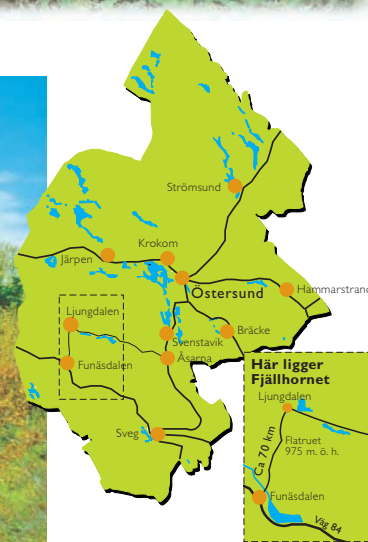 Strömsund
Krokom
Järpen
Östersund
Hammarstrand
Ljungdalen
Bräcke
Svenstavik
Åsarna
Funäsdalen
Sveg
Här ligger
Fjällhornet
Ljungdalen
Ca 70 km
Flatruet
975 m. ö. h.
Funäsdalen
Väg 84